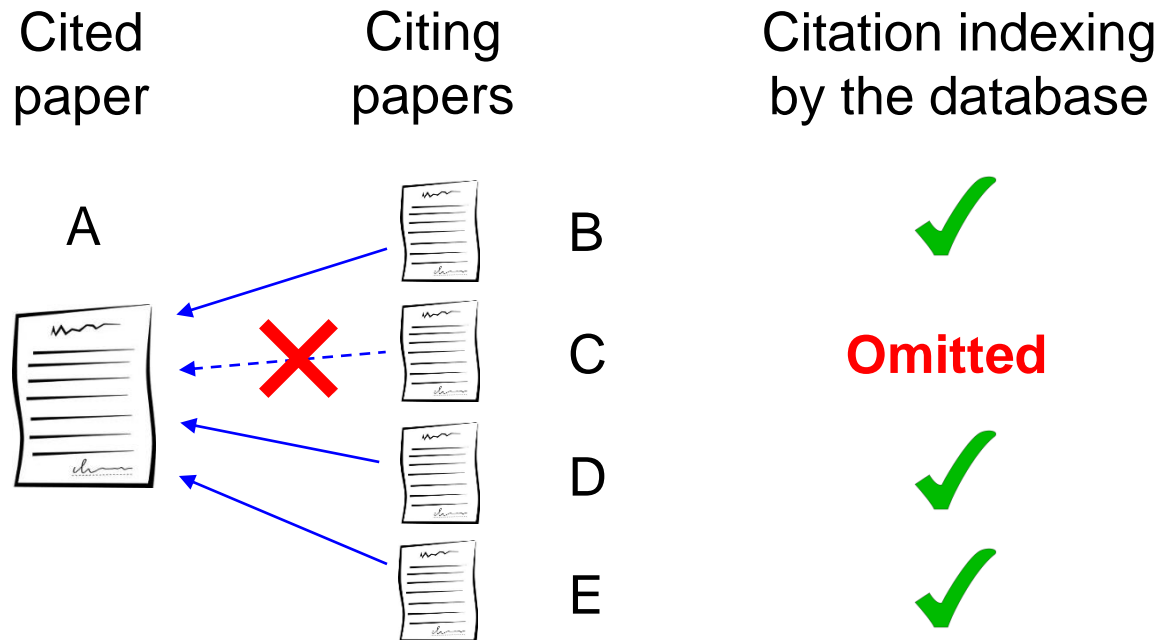 Cited
paper
Citing
papers
Citation indexing
by the database
A
B
C
Omitted
D
E